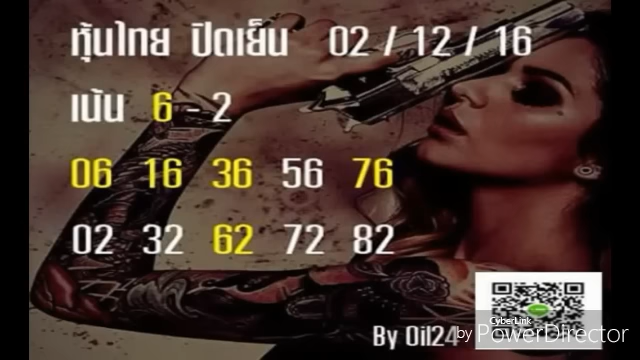 หุ้นไทย ปิดเย็น 02 / 12 / 16
เน้น 6 - 2
06 16 36 56 76
02 32 62 72 82
By Oil24
CyberLink
by PowerDirector